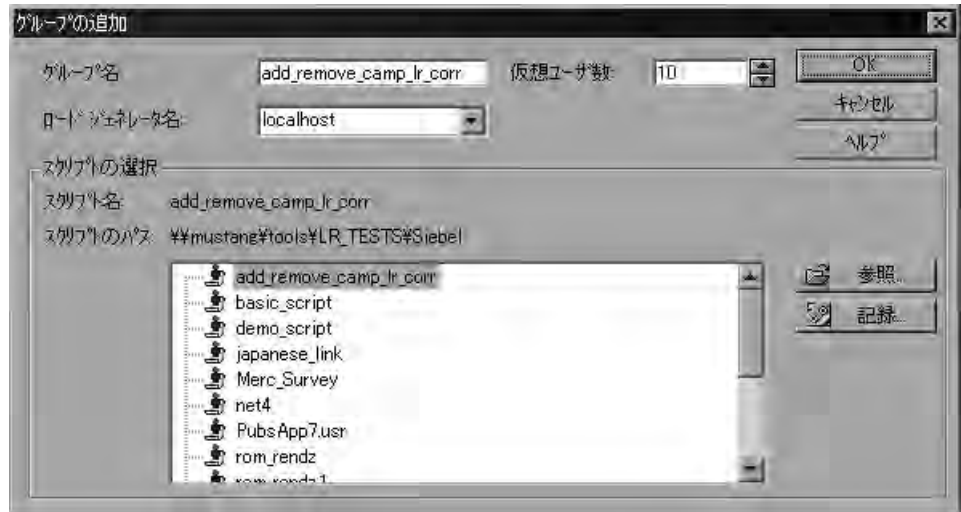 グループの追加
グループ名 add_remove_camp_lr_corr 仮想ユーザ数: 10 OK
ロードジェネレータ名: localhost キャンセル
ヘルプ
スクリプトの選択
スクリプト名: add_remove_camp_lr_corr
スクリプトのパス: ¥¥mustang¥tools¥LR_TESTS¥Siebel
add_remove_camp_lr_corr 参照...
basic_script 記録...
demo_script
japanese_link
Merc_Survey
net4
PubsApp7.usr
rom_rendz
rom_rendz1